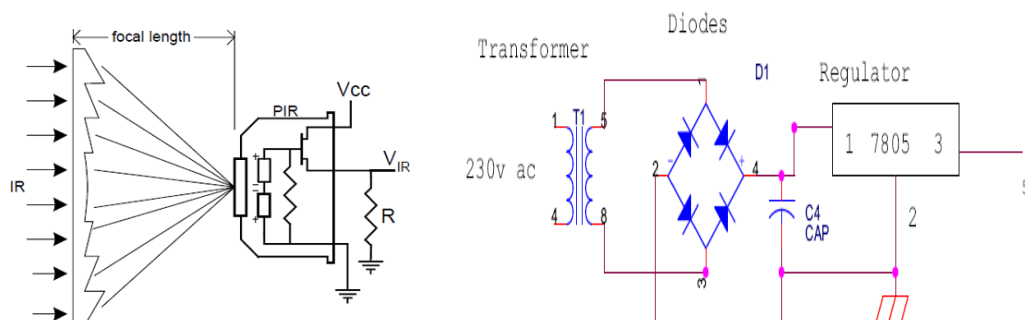 focal length
PIR
Vcc
IR
+
−
+
VIR
R
Diodes
Transformer
D1
Regulator
1
T1
1
5
2
-
+
4
1 7805 3
230v ac
4
8
C4
CAP
2
3